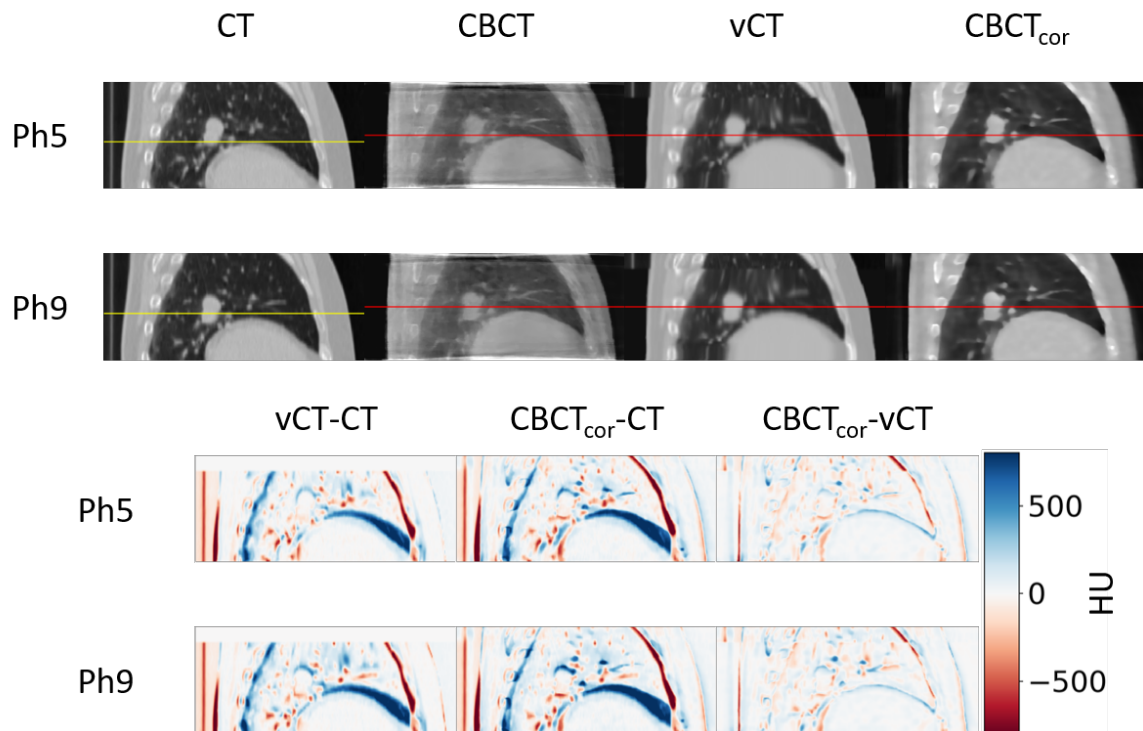 CT CBCT vCT CBCTcor
Ph5
Ph9
vCT-CT CBCTcor-CT CBCTcor-vCT
Ph5
500
0
HU
Ph9
−500